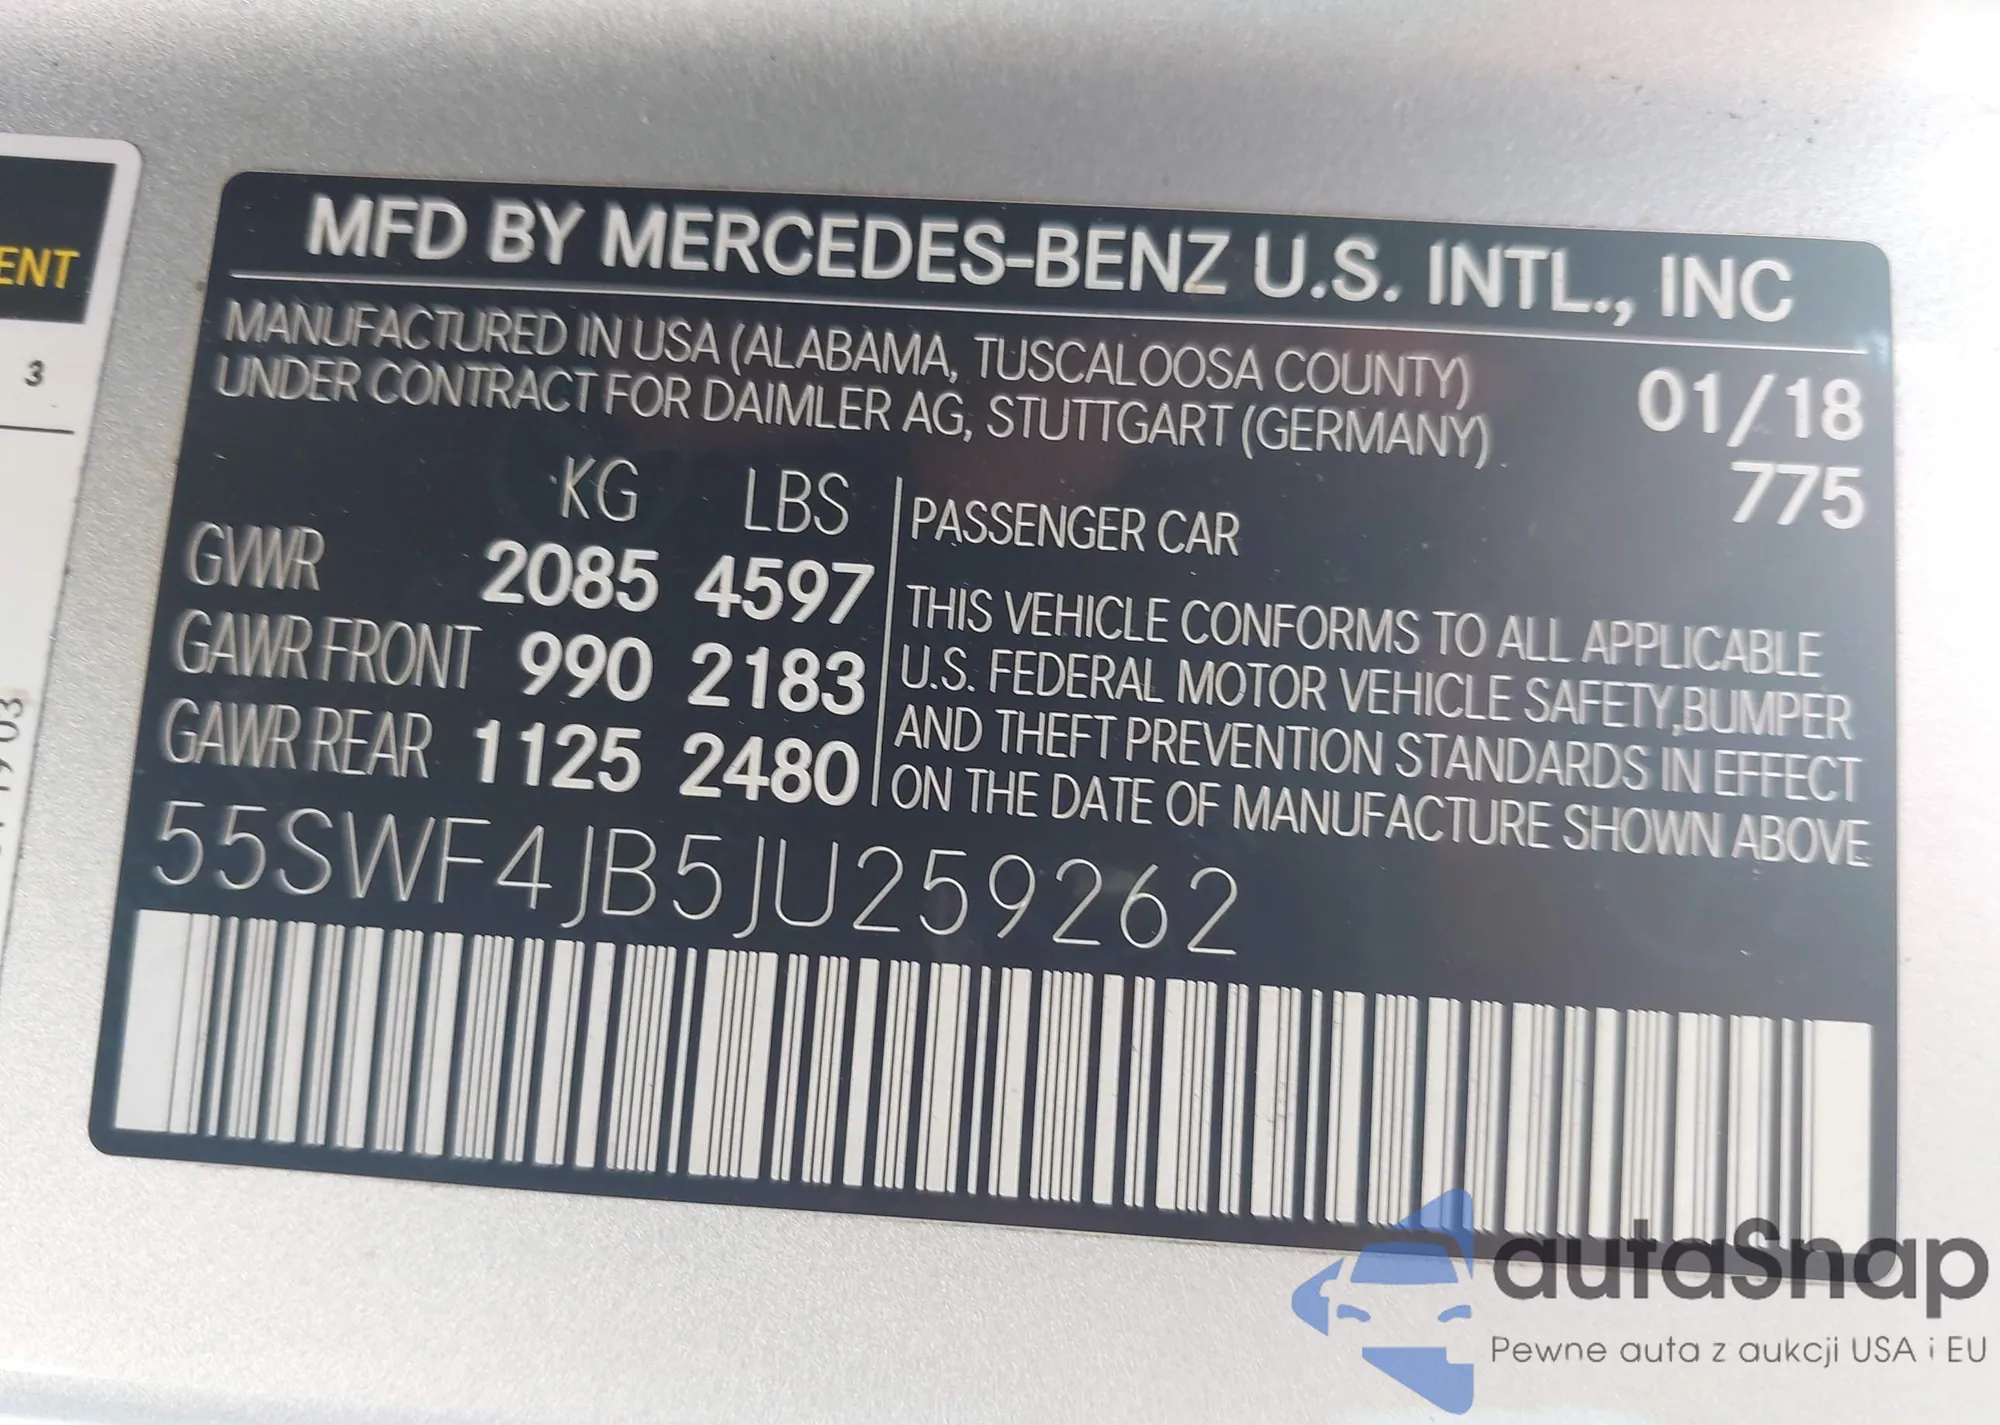 ENT
3
03
MFD BY MERCEDES-BENZ U.S. INTL., INC
MANUFACTURED IN USA (ALABAMA, TUSCALOOSA COUNTY)
UNDER CONTRACT FOR DAIMLER AG, STUTTGART (GERMANY)
01/18
775
KG LBS
GVWR 2085 4597
GAWR FRONT 990 2183
GAWR REAR 1125 2480
PASSENGER CAR
THIS VEHICLE CONFORMS TO ALL APPLICABLE
U.S. FEDERAL MOTOR VEHICLE SAFETY,BUMPER
AND THEFT PREVENTION STANDARDS IN EFFECT
ON THE DATE OF MANUFACTURE SHOWN ABOVE
55SWF4JB5JU259262
autaSnap
Pewne auta z aukcji USA i EU